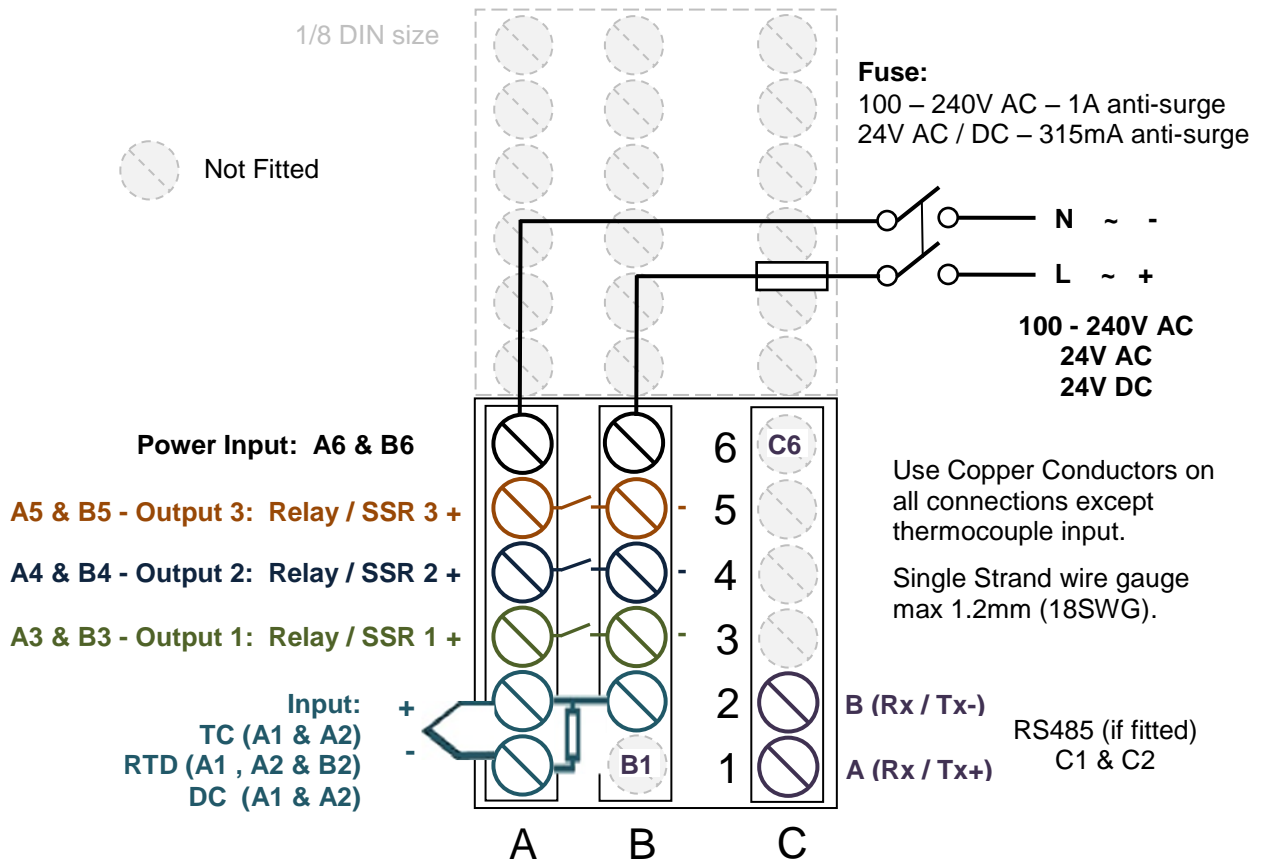 1/8 DIN size
Fuse:
100 – 240V AC – 1A anti-surge
24V AC / DC – 315mA anti-surge
Not Fitted
N ~ -
L ~ +
100 - 240V AC
24V AC
24V DC
Power Input: A6 & B6
6
C6
A5 & B5 - Output 3: Relay / SSR 3 +
-
5
A4 & B4 - Output 2: Relay / SSR 2 +
-
4
A3 & B3 - Output 1: Relay / SSR 1 +
-
3
Use Copper Conductors on
all connections except
thermocouple input.
Single Strand wire gauge
max 1.2mm (18SWG).
Input:
TC (A1 & A2)
RTD (A1 , A2 & B2)
DC (A1 & A2)
+
-
2
B (Rx / Tx-)
B1
1
A (Rx / Tx+)
RS485 (if fitted)
C1 & C2
A B C